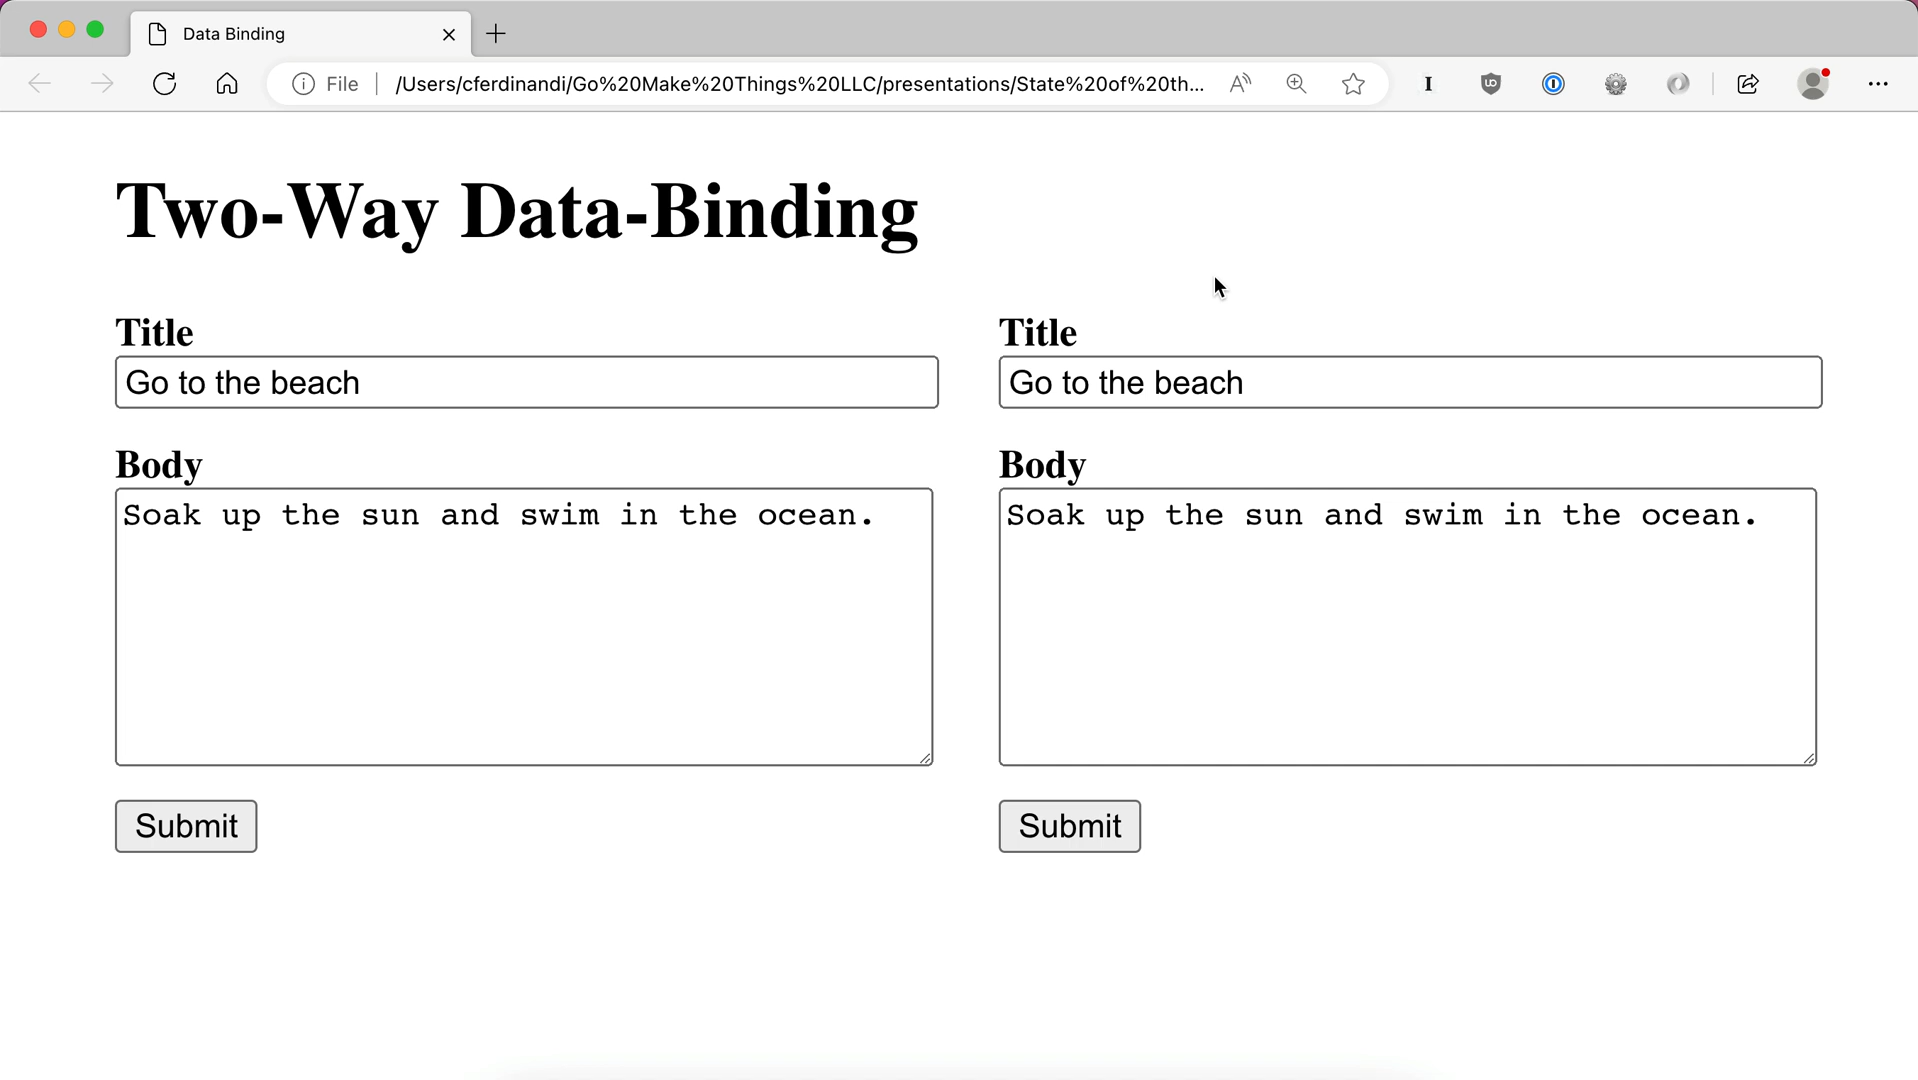 Data Binding
File
/Users/cferdinandi/Go%20Make%20Things%20LLC/presentations/State%20of%20th...
Two-Way Data-Binding
Title
Go to the beach
Body
Soak up the sun and swim in the ocean.
Submit
Title
Go to the beach
Body
Soak up the sun and swim in the ocean.
Submit